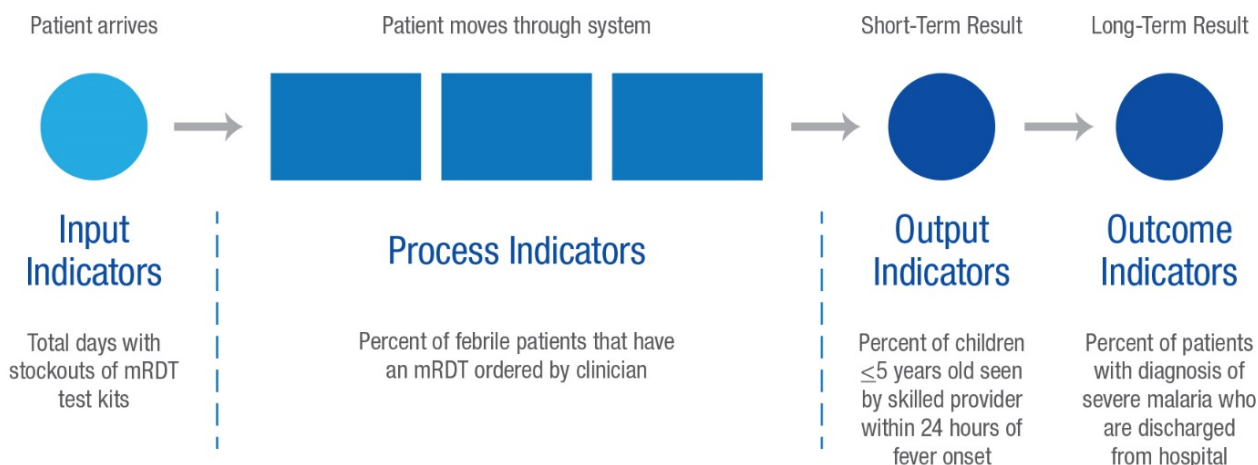 Patient arrives
Patient moves through system
Short-Term Result
Long-Term Result
Input
Indicators
Process Indicators
Output
Indicators
Outcome
Indicators
Total days with
stockouts of mRDT
test kits
Percent of febrile patients that have
an mRDT ordered by clinician
Percent of children
≤5 years old seen
by skilled provider
within 24 hours of
fever onset
Percent of patients
with diagnosis of
severe malaria who
are discharged
from hospital